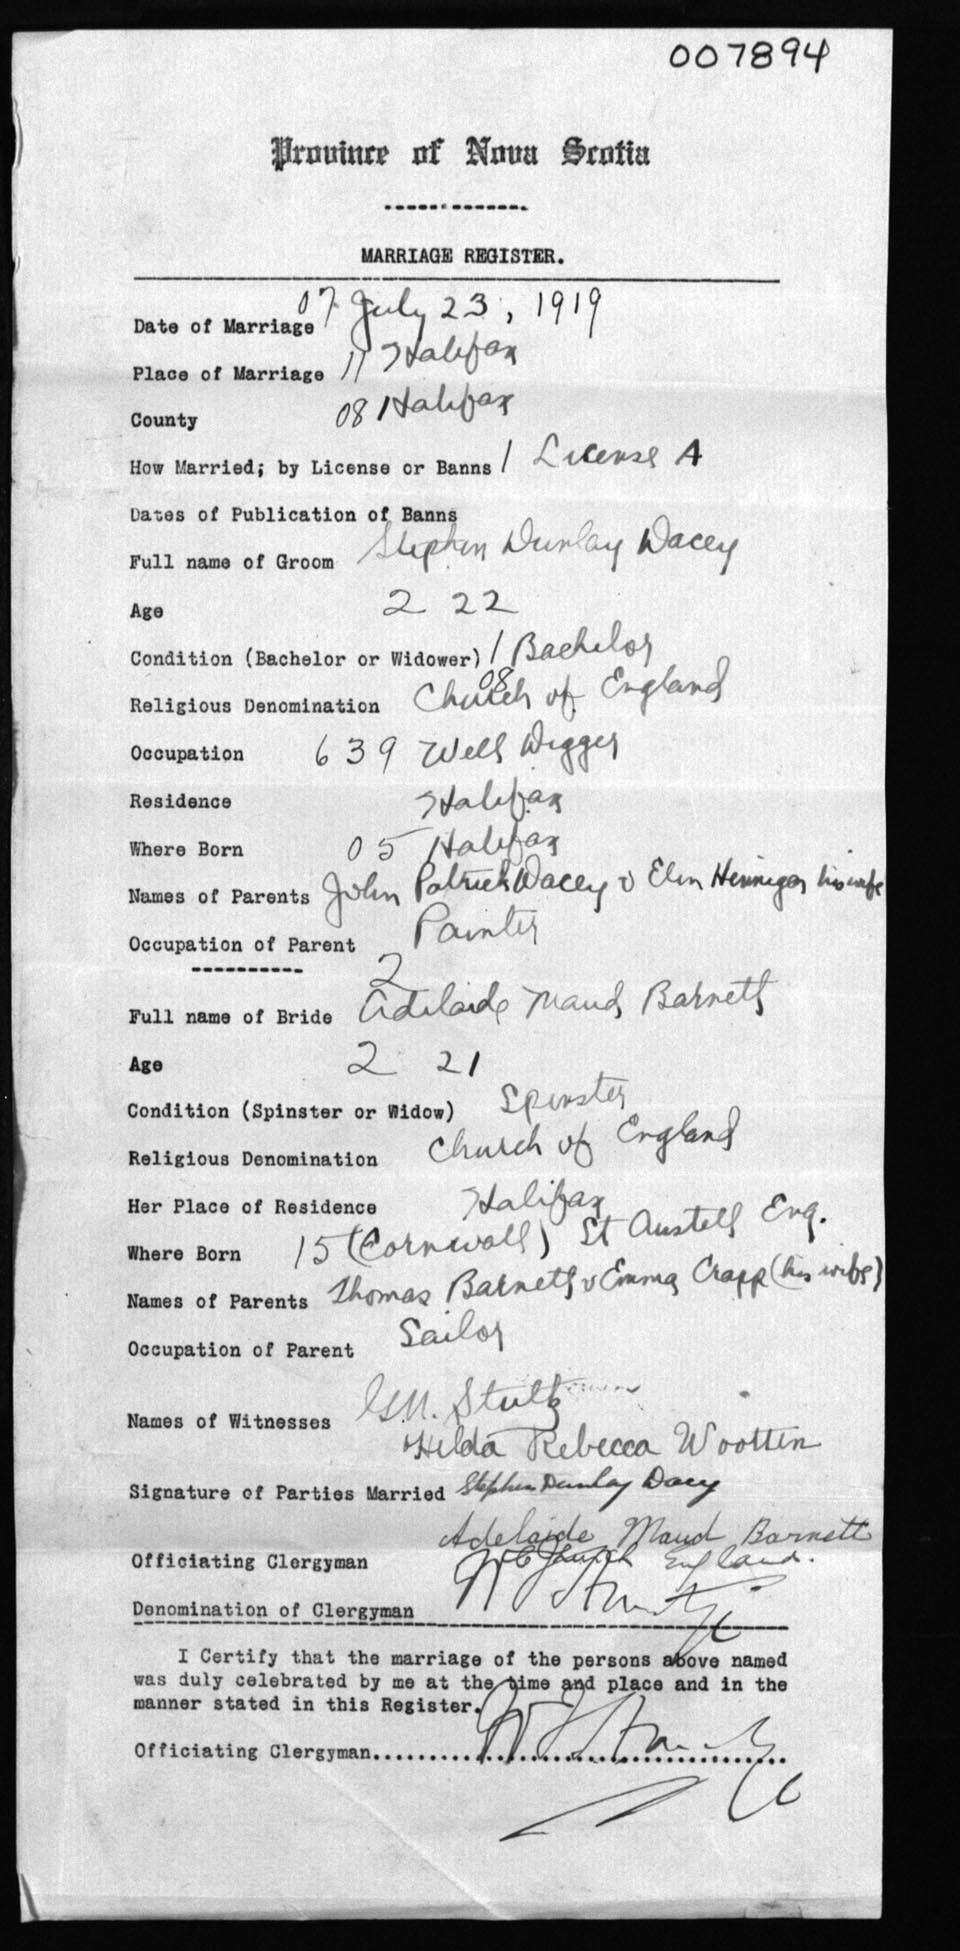 007894
Province of Nova Scotia
MARRIAGE REGISTER.
Date of Marriage 07 July 23, 1919
Place of Marriage 11 Halifax
County 08 Halifax
How Married; by License or Banns 1 License A
Dates of Publication of Banns
Full name of Groom Stephen Dunlay Dacey
Age 2 22
Condition (Bachelor or Widower) 1 Bachelor
Religious Denomination 08 Church of England
Occupation 639 Well Digger
Residence Halifax
Where Born 05 Halifax
Names of Parents John Patrick Dacey & Elen Hennigar his wife
Occupation of Parent Painter
2
Full name of Bride Adelaide Maud Barnett
Age 2 21
Condition (Spinster or Widow) Spinster
Religious Denomination Church of England
Her Place of Residence Halifax
Where Born 15 (Cornwall) St Austell Eng.
Names of Parents Thomas Barnett & Emma Crapp (his wife)
Occupation of Parent Sailor
Names of Witnesses Stultz
Hilda Rebecca Wootten
Signature of Parties Married Stephen Dunlay Dacy
Adelaide Maud Barnett
Officiating Clergyman Church England.
Denomination of Clergyman
I Certify that the marriage of the persons above named
was duly celebrated by me at the time and place and in the
manner stated in this Register.
Officiating Clergyman